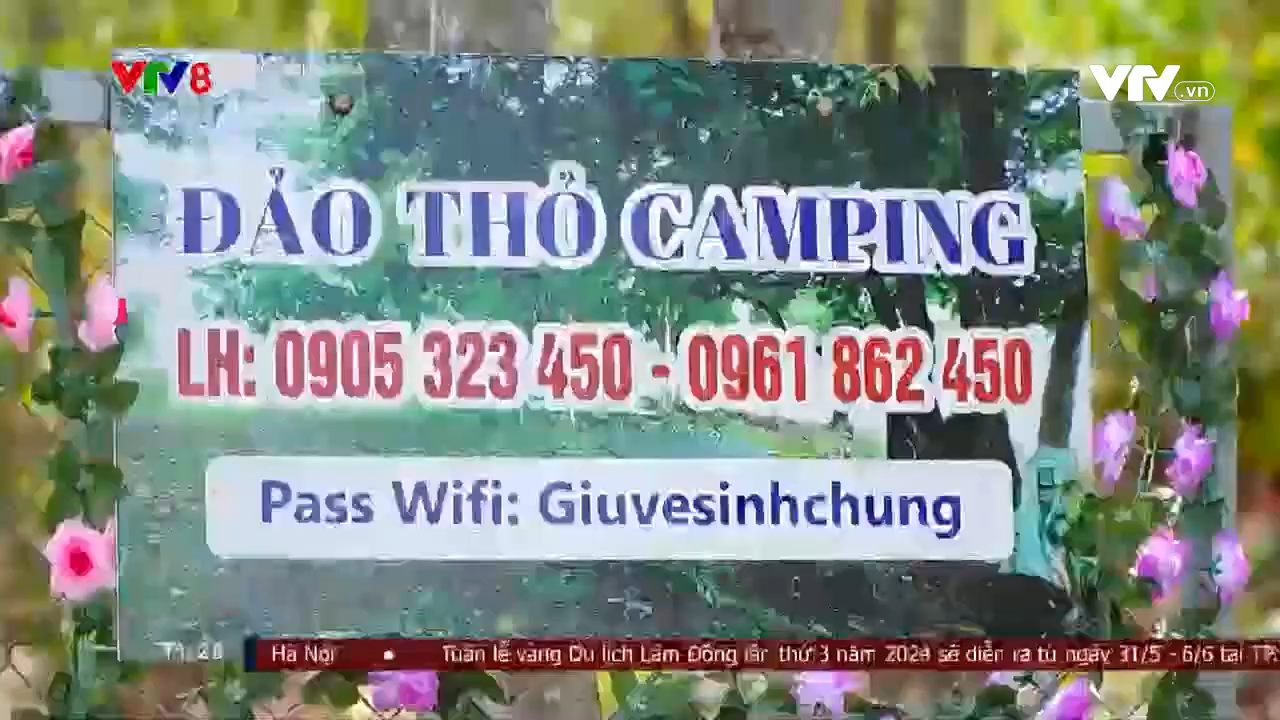 VTV8
VTV.vn
ĐẢO THỎ CAMPING
LH: 0905 323 450 - 0961 862 450
Pass Wifi: Giuvesinhchung
Hà Nội • Tuần lễ vàng Du lịch Lâm Đồng lần thứ 3 năm 2024 sẽ diễn ra từ ngày 31/5 - 6/6 tại TP.